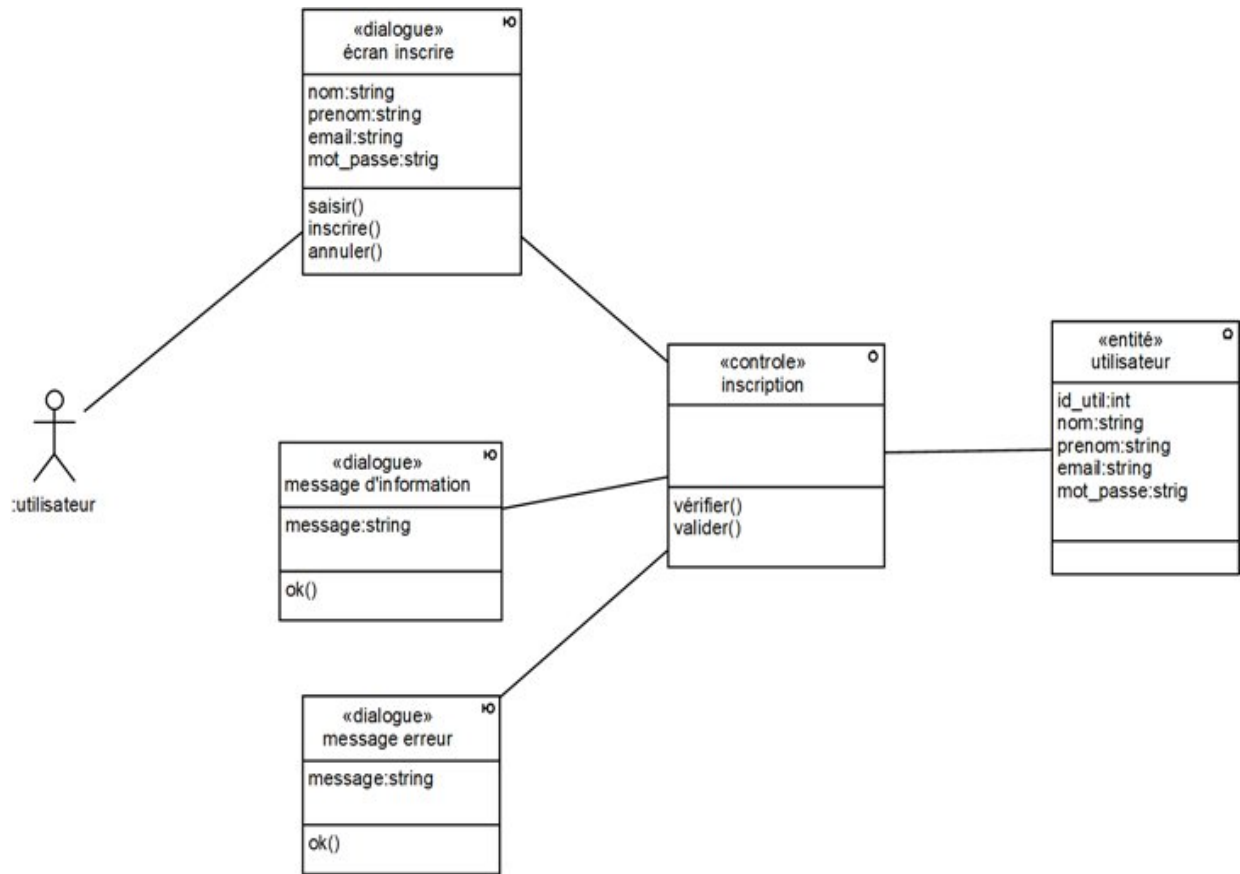 «dialogue»
écran inscrire
nom:string
prenom:string
email:string
mot_passe:strig
saisir()
inscrire()
annuler()
:utilisateur
«dialogue»
message d'information
message:string
ok()
«dialogue»
message erreur
message:string
ok()
«controle»
inscription
vérifier()
valider()
«entité»
utilisateur
id_util:int
nom:string
prenom:string
email:string
mot_passe:strig